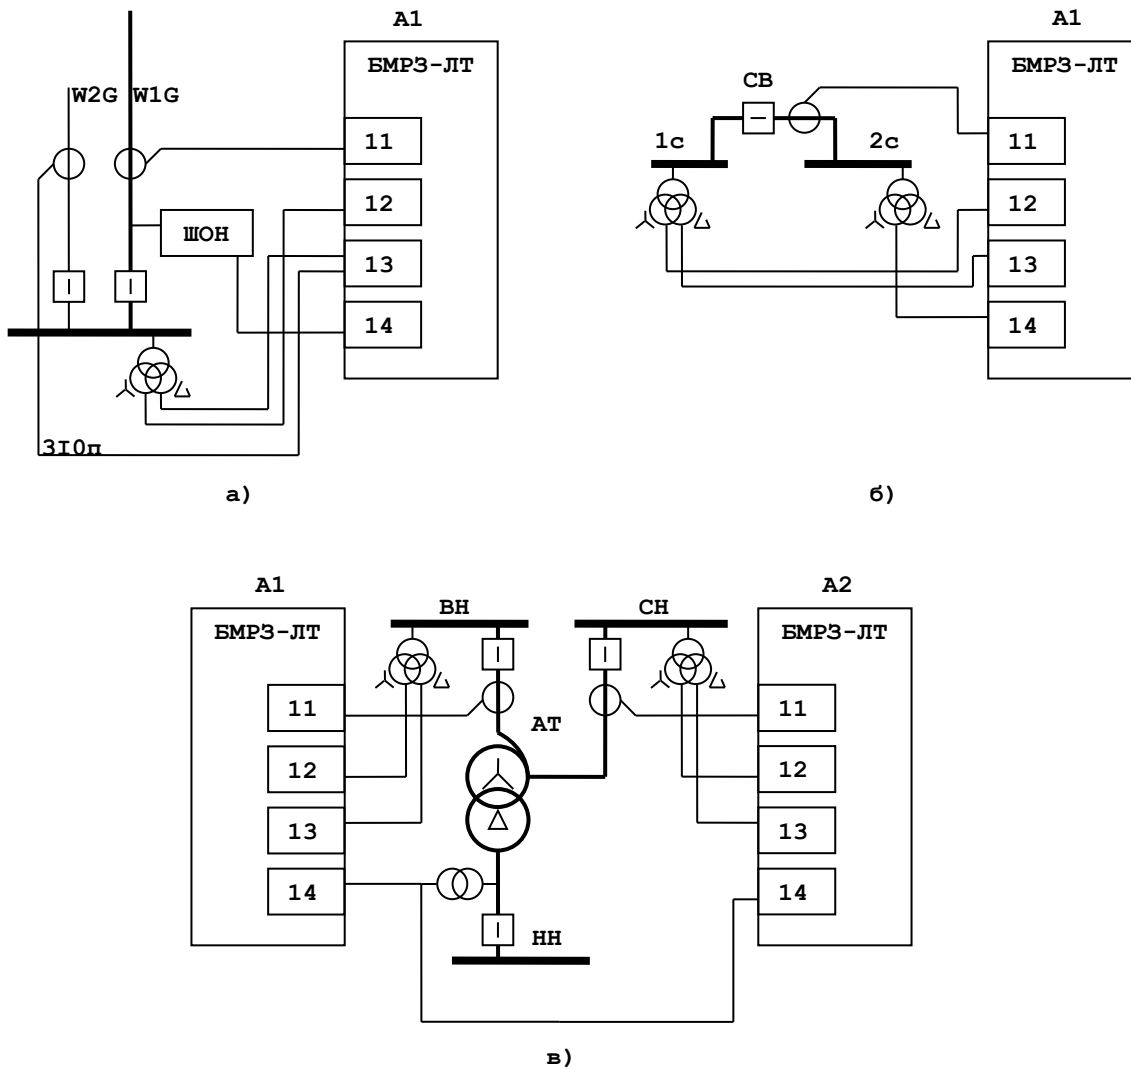 A1
БМРЗ-ЛТ
W2G
W1G
11
12
ШОН
13
14
3I0п
а)
A1
БМРЗ-ЛТ
СВ
1с
2с
11
12
13
14
б)
A1
БМРЗ-ЛТ
ВН
СН
A2
БМРЗ-ЛТ
11
АТ
11
12
12
13
13
14
14
НН
в)